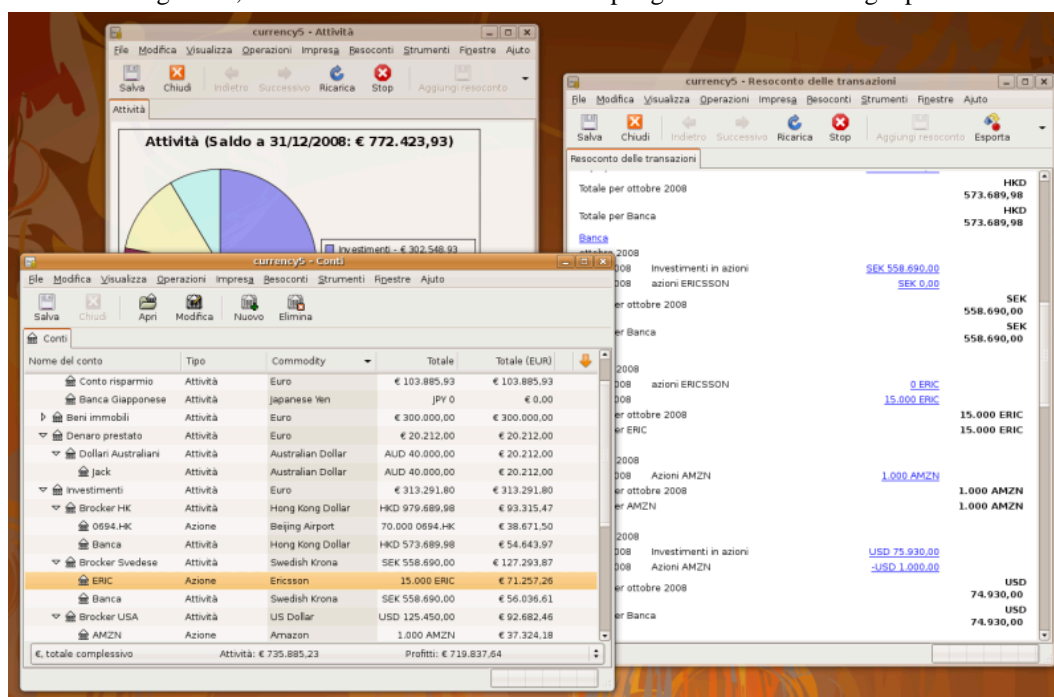 currency5 - Attività
File Modifica Visualizza Operazioni Impresa Besoconti Strumenti Finestre Ajuto
Salva Chiudi Indietro Successivo Ricarica Stop Aggiungi resoconto
Attività
Attività (Saldo a 31/12/2008: € 772.423,93)
Investimenti - € 302.548,93
currency5 - Resoconto delle transazioni
File Modifica Visualizza Operazioni Impresa Besoconti Strumenti Finestre Ajuto
Salva Chiudi Indietro Successivo Ricarica Stop Aggiungi resoconto Esporta
Resoconto delle transazioni
Totale per ottobre 2008 HKD
573.689,98
Totale per Banca HKD
573.689,98
Banca
ottobre 2008
008 Investimenti in azioni SEK 558.690,00
008 azioni ERICSSON SEK 0,00
er ottobre 2008 SEK
558.690,00
er Banca SEK
558.690,00
2008
008 azioni ERICSSON 0 ERIC
008 15.000 ERIC
er ottobre 2008 15.000 ERIC
er ERIC 15.000 ERIC
2008
008 Azioni AMZN 1.000 AMZN
er ottobre 2008 1.000 AMZN
er AMZN 1.000 AMZN
2008
008 Investimenti in azioni USD 75.930,00
008 Azioni AMZN -USD 1.000,00
er ottobre 2008 USD
74.930,00
er Banca USD
74.930,00
currency5 - Conti
File Modifica Visualizza Operazioni Impresa Besoconti Strumenti Finestre Ajuto
Salva Chiudi Apri Modifica Nuovo Elimina
Conti
Nome del conto Tipo Commodity Totale Totale (EUR)
Conto risparmio Attività Euro € 103.885,93 € 103.885,93
Banca Giapponese Attività Japanese Yen JPY 0 € 0,00
Beni immobili Attività Euro € 300.000,00 € 300.000,00
Denaro prestato Attività Euro € 20.212,00 € 20.212,00
Dollari Australiani Attività Australian Dollar AUD 40.000,00 € 20.212,00
Jack Attività Australian Dollar AUD 40.000,00 € 20.212,00
Investimenti Attività Euro € 313.291,80 € 313.291,80
Brocker HK Attività Hong Kong Dollar HKD 979.689,98 € 93.315,47
0694.HK Azione Beijing Airport 70.000 0694.HK € 38.671,50
Banca Attività Hong Kong Dollar HKD 573.689,98 € 54.643,97
Brocker Svedese Attività Swedish Krona SEK 558.690,00 € 127.293,87
ERIC Azione Ericsson 15.000 ERIC € 71.257,26
Banca Attività Swedish Krona SEK 558.690,00 € 56.036,61
Brocker USA Attività US Dollar USD 125.450,00 € 92.682,46
AMZN Azione Amazon 1.000 AMZN € 37.324,18
€, totale complessivo Attività: € 735.885,23 Profitti: € 719.837,64